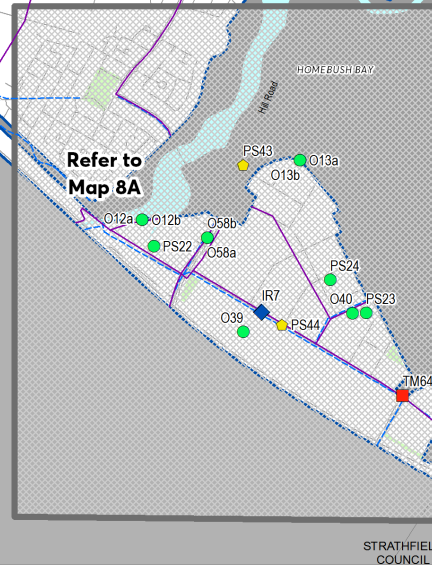 HOMEBUSH BAY
Hill Road
PS43
O13a
O13b
Refer to
Map 8A
O12a
O12b
O58b
PS22
O58a
PS24
IR7
O40
PS23
O39
PS44
TM64
STRATHFIEL
COUNCIL